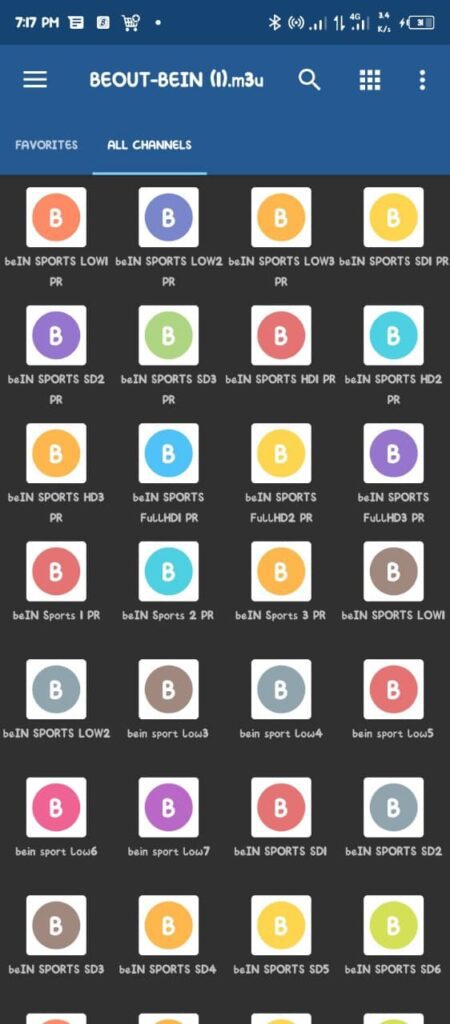 7:17 PM 4G 3.4 K/s 31
BEOUT-BEIN (1).m3u
FAVORITES ALL CHANNELS
B B B B
beIN SPORTS LOW1 PR beIN SPORTS LOW2 PR beIN SPORTS LOW3 PR beIN SPORTS SD1 PR
B B B B
beIN SPORTS SD2 PR beIN SPORTS SD3 PR beIN SPORTS HD1 PR beIN SPORTS HD2 PR
B B B B
beIN SPORTS HD3 PR beIN SPORTS FullHD1 PR beIN SPORTS FullHD2 PR beIN SPORTS FullHD3 PR
B B B B
beIN Sports 1 PR beIN Sports 2 PR beIN Sports 3 PR beIN SPORTS LOW1
B B B B
beIN SPORTS LOW2 bein sport low3 bein sport low4 bein sport low5
B B B B
bein sport low6 bein sport low7 beIN SPORTS SD1 beIN SPORTS SD2
B B B B
beIN SPORTS SD3 beIN SPORTS SD4 beIN SPORTS SD5 beIN SPORTS SD6